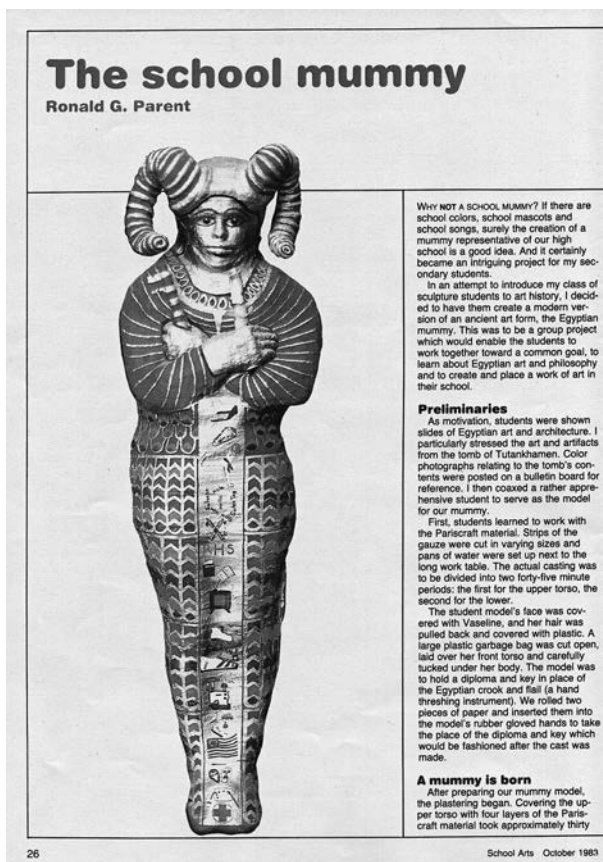 The school mummy
Ronald G. Parent
WHY NOT A SCHOOL MUMMY? If there are
school colors, school mascots and
school songs, surely the creation of a
mummy representative of our high
school is a good idea. And it certainly
became an intriguing project for my sec-
ondary students.
In an attempt to introduce my class of
sculpture students to art history, I decid-
ed to have them create a modern ver-
sion of an ancient art form, the Egyptian
mummy. This was to be a group project
which would enable the students to
work together toward a common goal, to
learn about Egyptian art and philosophy
and to create and place a work of art in
their school.
Preliminaries
As motivation, students were shown
slides of Egyptian art and architecture. I
particularly stressed the art and artifacts
from the tomb of Tutankhamen. Color
photographs relating to the tomb's con-
tents were posted on a bulletin board for
reference. I then coaxed a rather appre-
hensive student to serve as the model
for our mummy.
First, students learned to work with
the Pariscraft material. Strips of the
gauze were cut in varying sizes and
pans of water were set up next to the
long work table. The actual casting was
to be divided into two forty-five minute
periods: the first for the upper torso, the
second for the lower.
The student model's face was cov-
ered with Vaseline, and her hair was
pulled back and covered with plastic. A
large plastic garbage bag was cut open,
laid over her front torso and carefully
tucked under her body. The model was
to hold a diploma and key in place of
the Egyptian crook and flail (a hand
threshing instrument). We rolled two
pieces of paper and inserted them into
the model's rubber gloved hands to take
the place of the diploma and key which
would be fashioned after the cast was
made.
A mummy is born
After preparing our mummy model,
the plastering began. Covering the up-
per torso with four layers of the Paris-
craft material took approximately thirty
AHS
26
School Arts October 1983